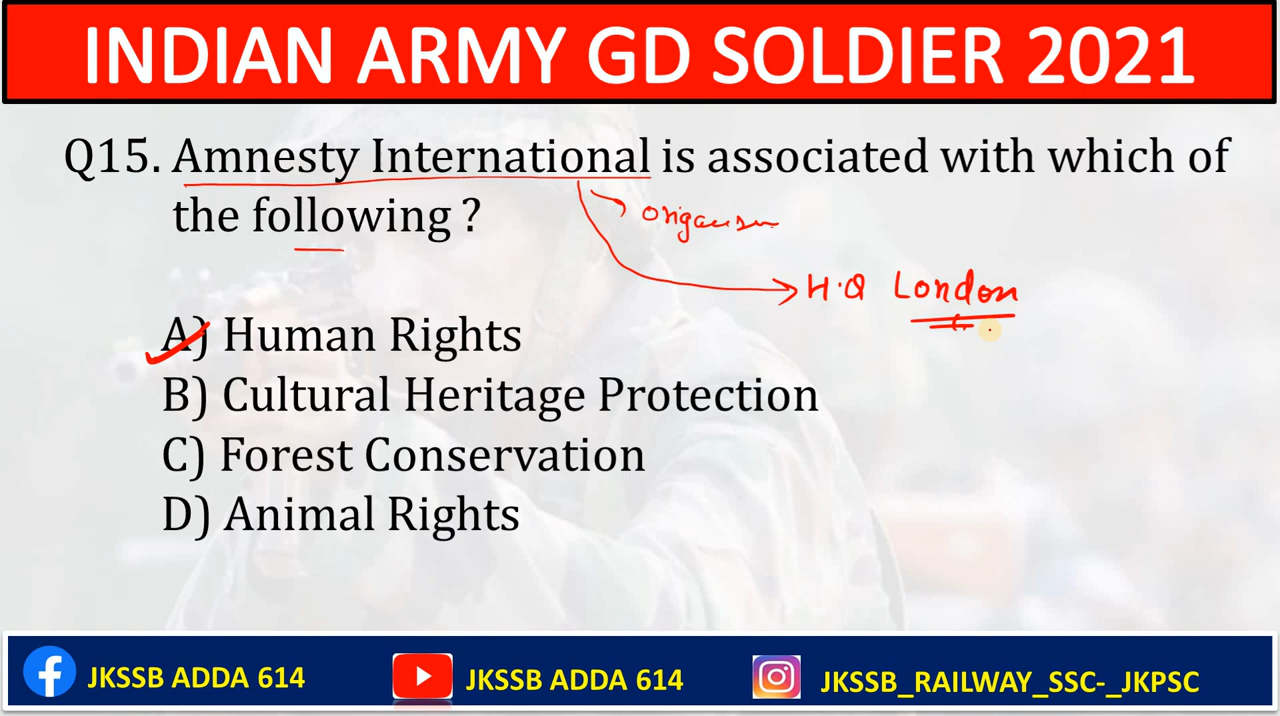 INDIAN ARMY GD SOLDIER 2021
Q15. Amnesty International is associated with which of
the following ?
H.Q London
A) Human Rights
B) Cultural Heritage Protection
C) Forest Conservation
D) Animal Rights
JKSSB ADDA 614
JKSSB ADDA 614
JKSSB_RAILWAY_SSC-_JKPSC